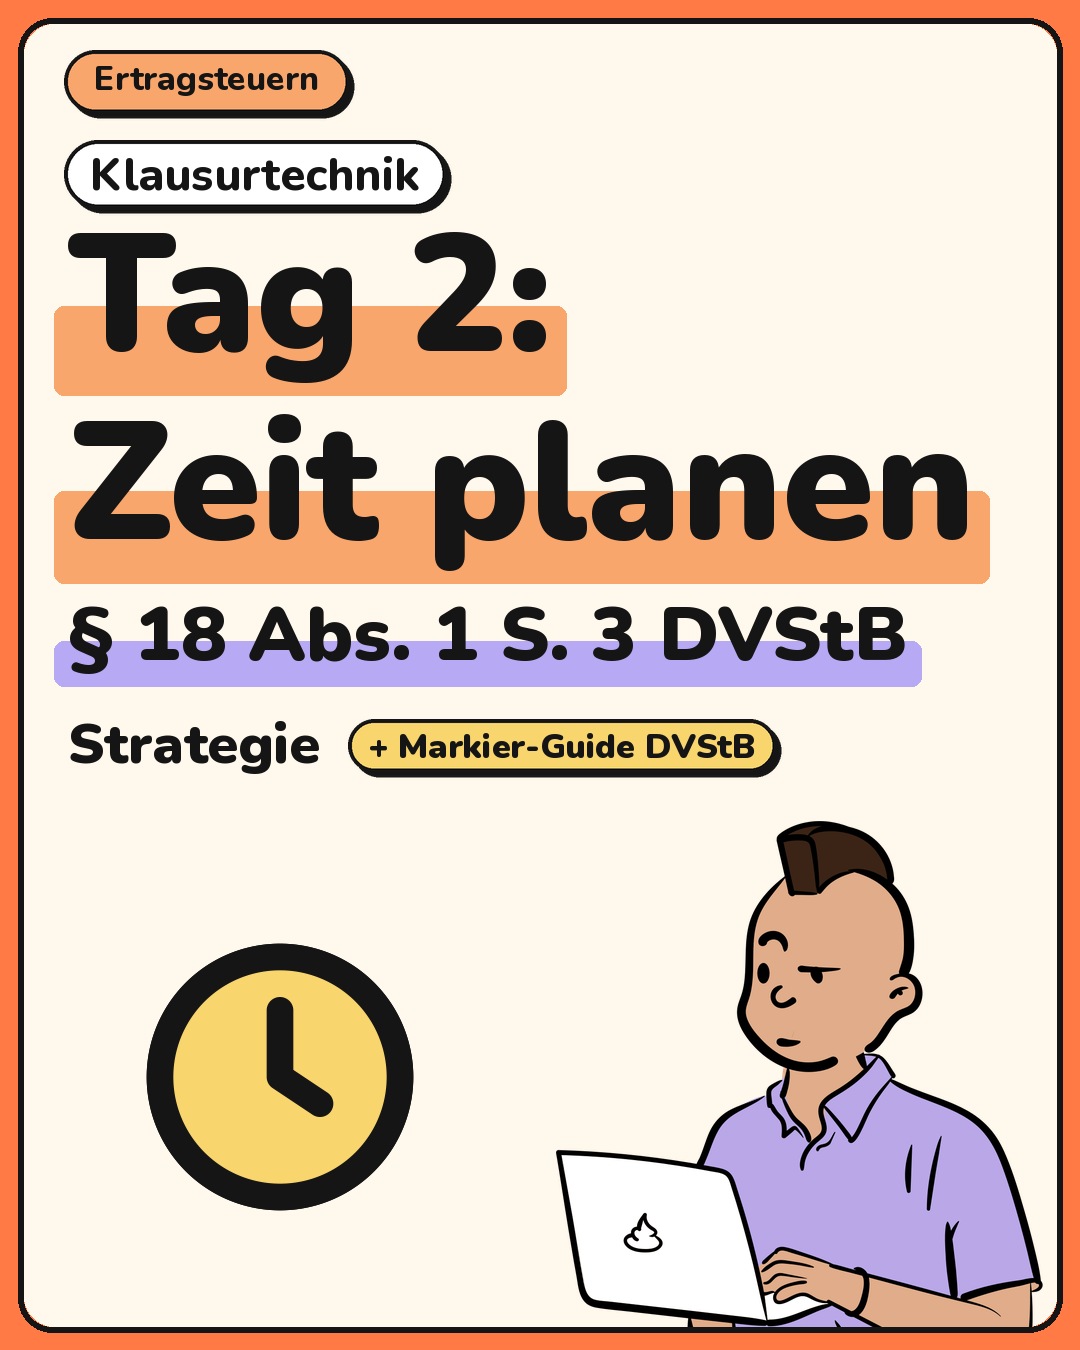 Ertragsteuern
Klausurtechnik
Tag 2:
Zeit planen
§ 18 Abs. 1 S. 3 DVStB
Strategie + Markier-Guide DVStB